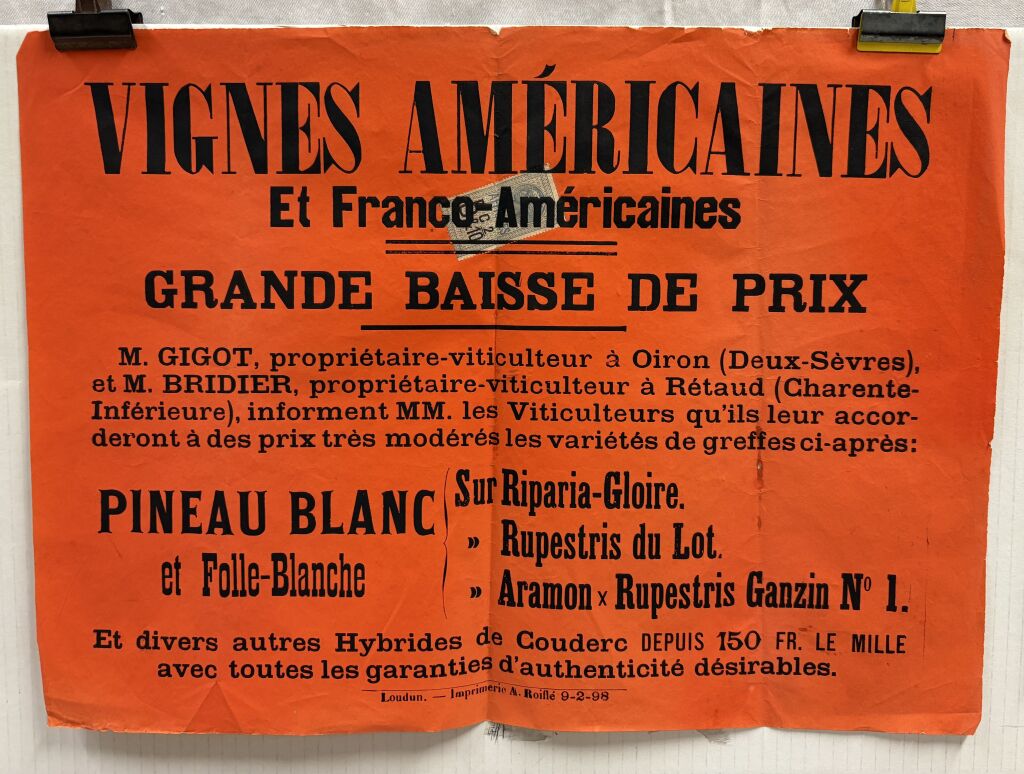 VIGNES AMÉRICAINES
Et Franco-Américaines
GRANDE BAISSE DE PRIX
M. GIGOT, propriétaire-viticulteur à Oiron (Deux-Sèvres),
et M. BRIDIER, propriétaire-viticulteur à Rétaud (Charente-
Inférieure), informent MM. les Viticulteurs qu'ils leur accor-
deront à des prix très modérés les variétés de greffes ci-après:
PINEAU BLANC
et Folle-Blanche
Sur Riparia-Gloire.
» Rupestris du Lot.
» Aramon x Rupestris Ganzin Nº 1.
Et divers autres Hybrides de Couderc DEPUIS 150 FR. LE MILLE
avec toutes les garanties d'authenticité désirables.
Loudun. — Imprimerie A. Roiflé 9-2-98